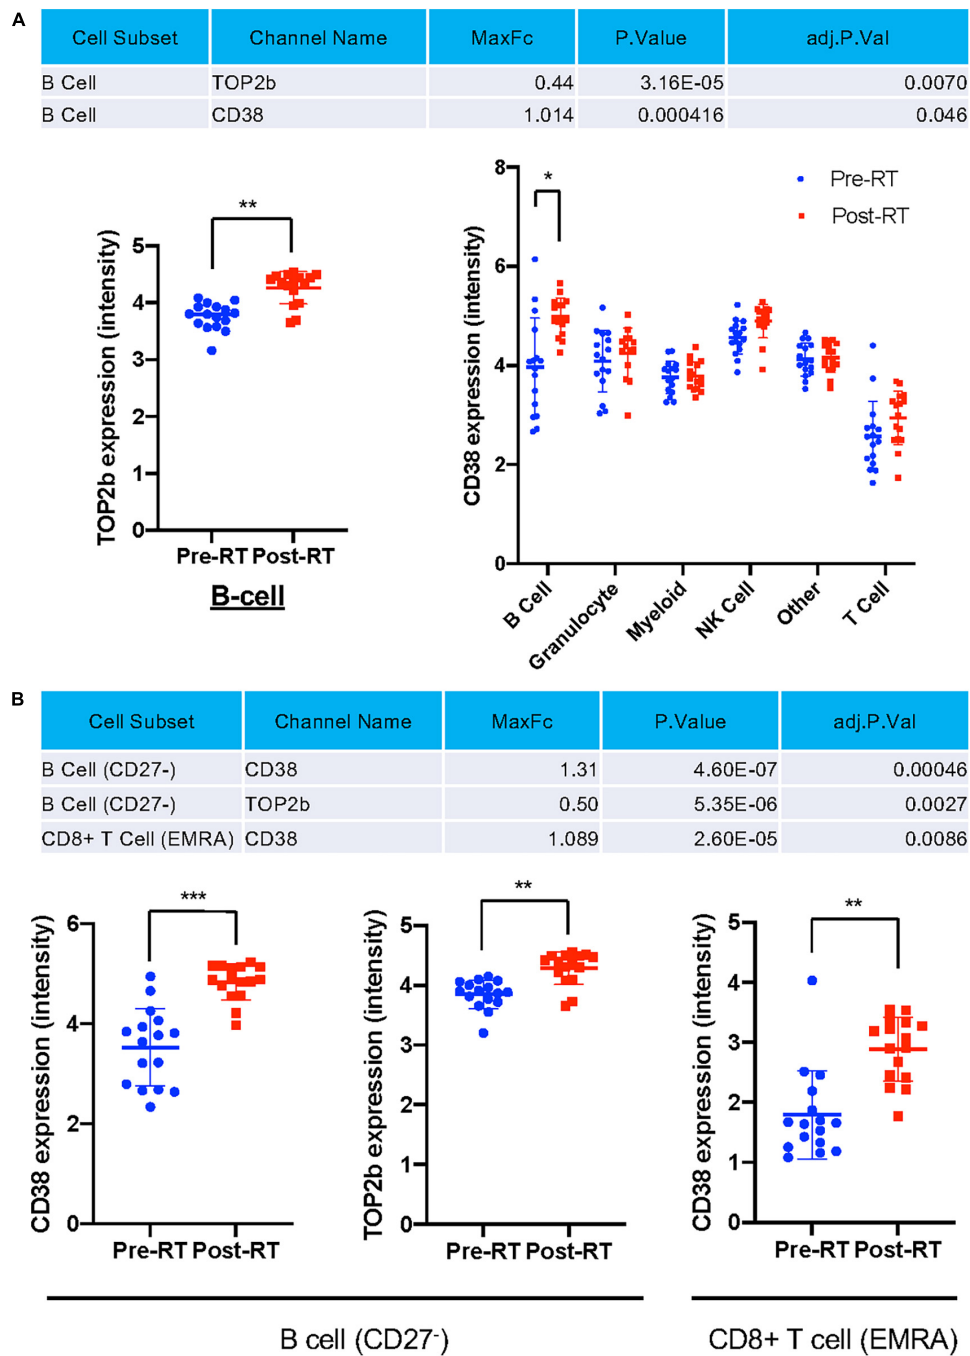 A
Cell Subset Channel Name MaxFc P.Value adj.P.Val
B Cell TOP2b 0.44 3.16E-05 0.0070
B Cell CD38 1.014 0.000416 0.046
TOP2b expression (intensity)
5
4
3
2
1
0
**
Pre-RT Post-RT
B-cell
CD38 expression (intensity)
8
6
4
2
0
*
Pre-RT
Post-RT
B Cell
Granulocyte
Myeloid
NK Cell
Other
T Cell
B
Cell Subset Channel Name MaxFc P.Value adj.P.Val
B Cell (CD27-) CD38 1.31 4.60E-07 0.00046
B Cell (CD27-) TOP2b 0.50 5.35E-06 0.0027
CD8+ T Cell (EMRA) CD38 1.089 2.60E-05 0.0086
CD38 expression (intensity)
6
4
2
0
***
Pre-RT Post-RT
TOP2b expression (intensity)
5
4
3
2
1
0
**
Pre-RT Post-RT
CD38 expression (intensity)
5
4
3
2
1
0
**
Pre-RT Post-RT
B cell (CD27⁻)
CD8+ T cell (EMRA)